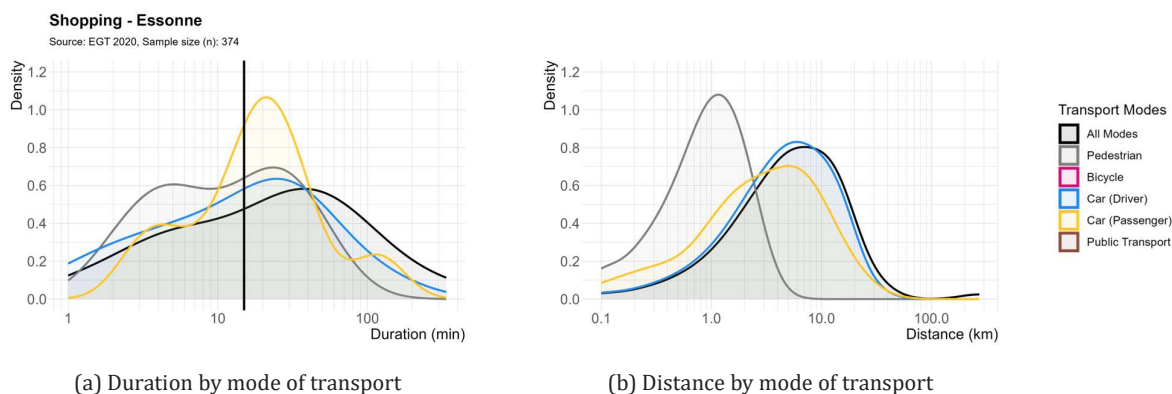 Shopping - Essonne
Source: EGT 2020, Sample size (n): 374
Density
1.2
1.0
0.8
0.6
0.4
0.2
0.0
1
10
100
Duration (min)
Density
1.2
1.0
0.8
0.6
0.4
0.2
0.0
0.1
1.0
10.0
100.0
Distance (km)
Transport Modes
All Modes
Pedestrian
Bicycle
Car (Driver)
Car (Passenger)
Public Transport
(a) Duration by mode of transport
(b) Distance by mode of transport